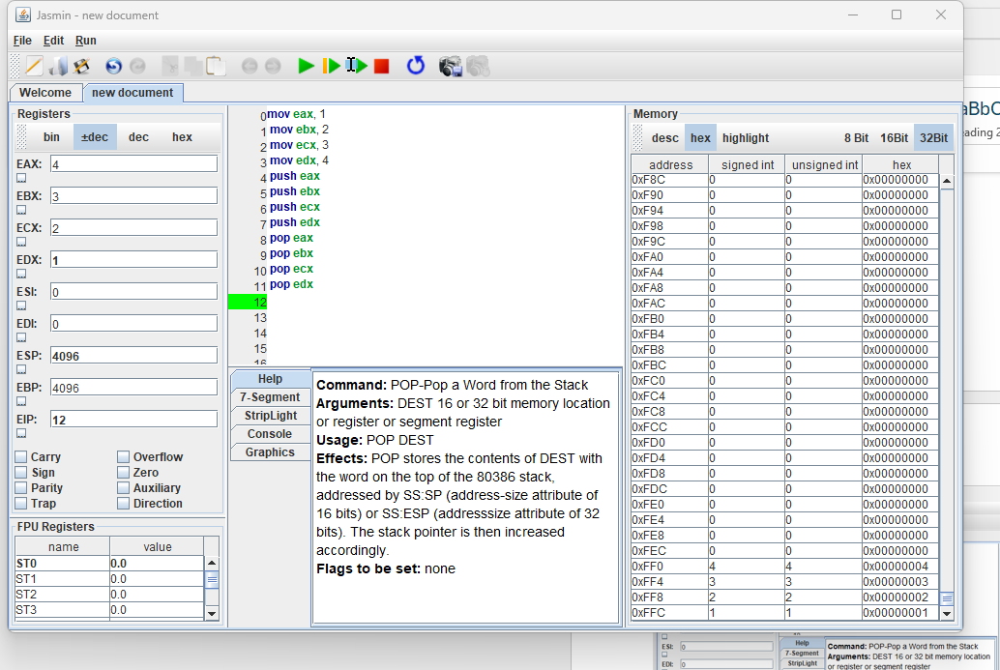 Jasmin - new document
File Edit Run
Welcome new document
Registers
bin ±dec dec hex
EAX: 4
EBX: 3
ECX: 2
EDX: 1
ESI: 0
EDI: 0
ESP: 4096
EBP: 4096
EIP: 12
Carry Overflow
Sign Zero
Parity Auxiliary
Trap Direction
FPU Registers
name value
ST0 0.0
ST1 0.0
ST2 0.0
ST3 0.0
0 mov eax, 1
1 mov ebx, 2
2 mov ecx, 3
3 mov edx, 4
4 push eax
5 push ebx
6 push ecx
7 push edx
8 pop eax
9 pop ebx
10 pop ecx
11 pop edx
12
13
14
15
16
Help
7-Segment
StripLight
Console
Graphics
Command: POP-Pop a Word from the Stack
Arguments: DEST 16 or 32 bit memory location
or register or segment register
Usage: POP DEST
Effects: POP stores the contents of DEST with
the word on the top of the 80386 stack,
addressed by SS:SP (address-size attribute of
16 bits) or SS:ESP (addresssize attribute of 32
bits). The stack pointer is then increased
accordingly.
Flags to be set: none
Memory
desc hex highlight 8 Bit 16Bit 32Bit
address signed int unsigned int hex
0xF8C 0 0 0x00000000
0xF90 0 0 0x00000000
0xF94 0 0 0x00000000
0xF98 0 0 0x00000000
0xF9C 0 0 0x00000000
0xFA0 0 0 0x00000000
0xFA4 0 0 0x00000000
0xFA8 0 0 0x00000000
0xFAC 0 0 0x00000000
0xFB0 0 0 0x00000000
0xFB4 0 0 0x00000000
0xFB8 0 0 0x00000000
0xFBC 0 0 0x00000000
0xFC0 0 0 0x00000000
0xFC4 0 0 0x00000000
0xFC8 0 0 0x00000000
0xFCC 0 0 0x00000000
0xFD0 0 0 0x00000000
0xFD4 0 0 0x00000000
0xFD8 0 0 0x00000000
0xFDC 0 0 0x00000000
0xFE0 0 0 0x00000000
0xFE4 0 0 0x00000000
0xFE8 0 0 0x00000000
0xFEC 0 0 0x00000000
0xFF0 4 4 0x00000004
0xFF4 3 3 0x00000003
0xFF8 2 2 0x00000002
0xFFC 1 1 0x00000001
aBbC
ading 2
ESI: 0
EDI: 0
Help
7-Segment
StripLight
Command: POP-Pop a Word from the Stack
Arguments: DEST 16 or 32 bit memory location
or register or segment register